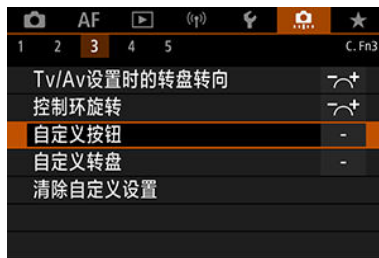 AF
1 2 3 4 5 C.Fn3
Tv/Av设置时的转盘转向 -+
控制环旋转 -+
自定义按钮 -
自定义转盘 -
清除自定义设置